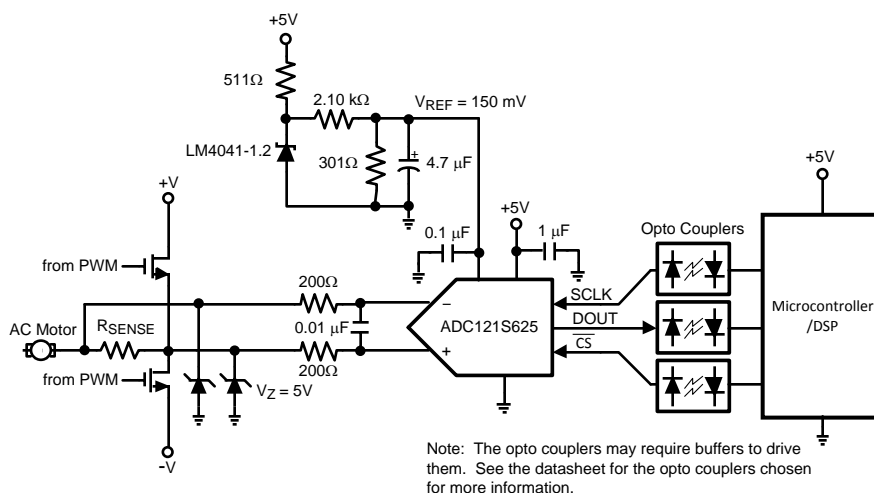 +5V
511Ω
2.10 kΩ
V_REF = 150 mV
LM4041-1.2
301Ω
4.7 µF
+
+V
+5V
+5V
0.1 µF
1 µF
Opto Couplers
from PWM
200Ω
SCLK
AC Motor
R_SENSE
0.01 µF
−
ADC121S625
DOUT
Microcontroller
/DSP
+
CS
from PWM
V_Z = 5V
200Ω
-V
Note: The opto couplers may require buffers to drive
them. See the datasheet for the opto couplers chosen
for more information.